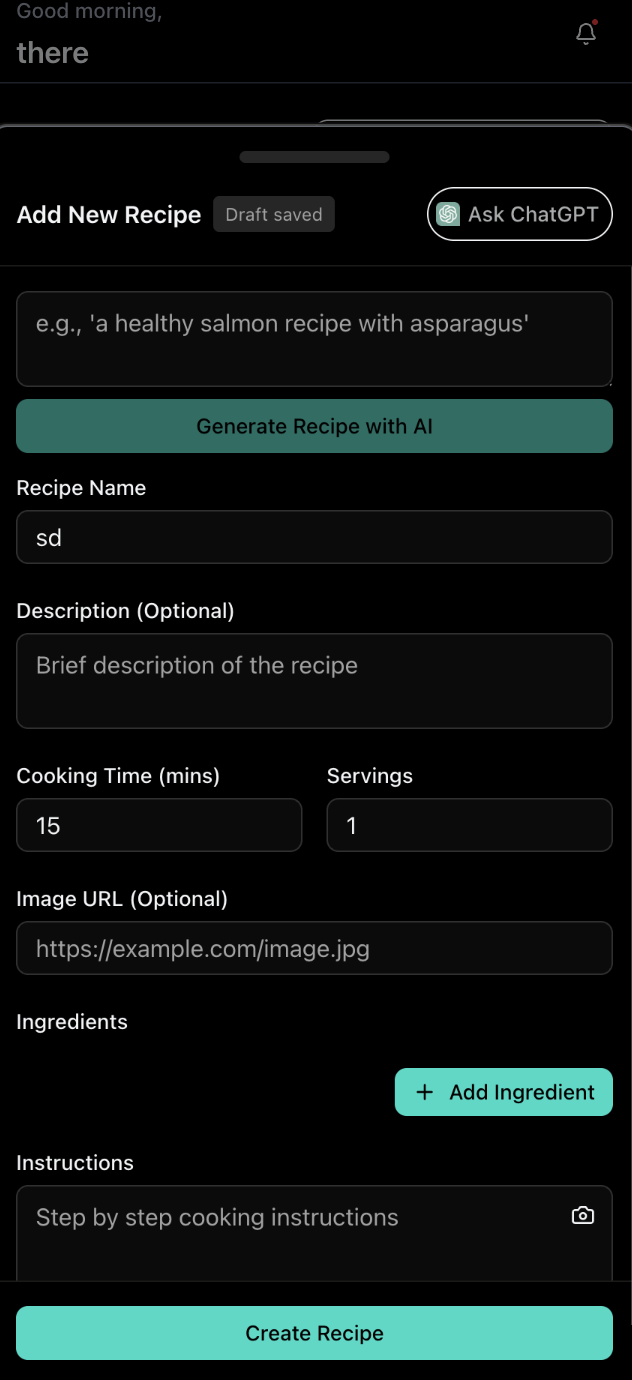 Good morning,
there
Add New Recipe
Draft saved
Ask ChatGPT
e.g., 'a healthy salmon recipe with asparagus'
Generate Recipe with AI
Recipe Name
sd
Description (Optional)
Brief description of the recipe
Cooking Time (mins)
Servings
15
1
Image URL (Optional)
https://example.com/image.jpg
Ingredients
+ Add Ingredient
Instructions
Step by step cooking instructions
Create Recipe